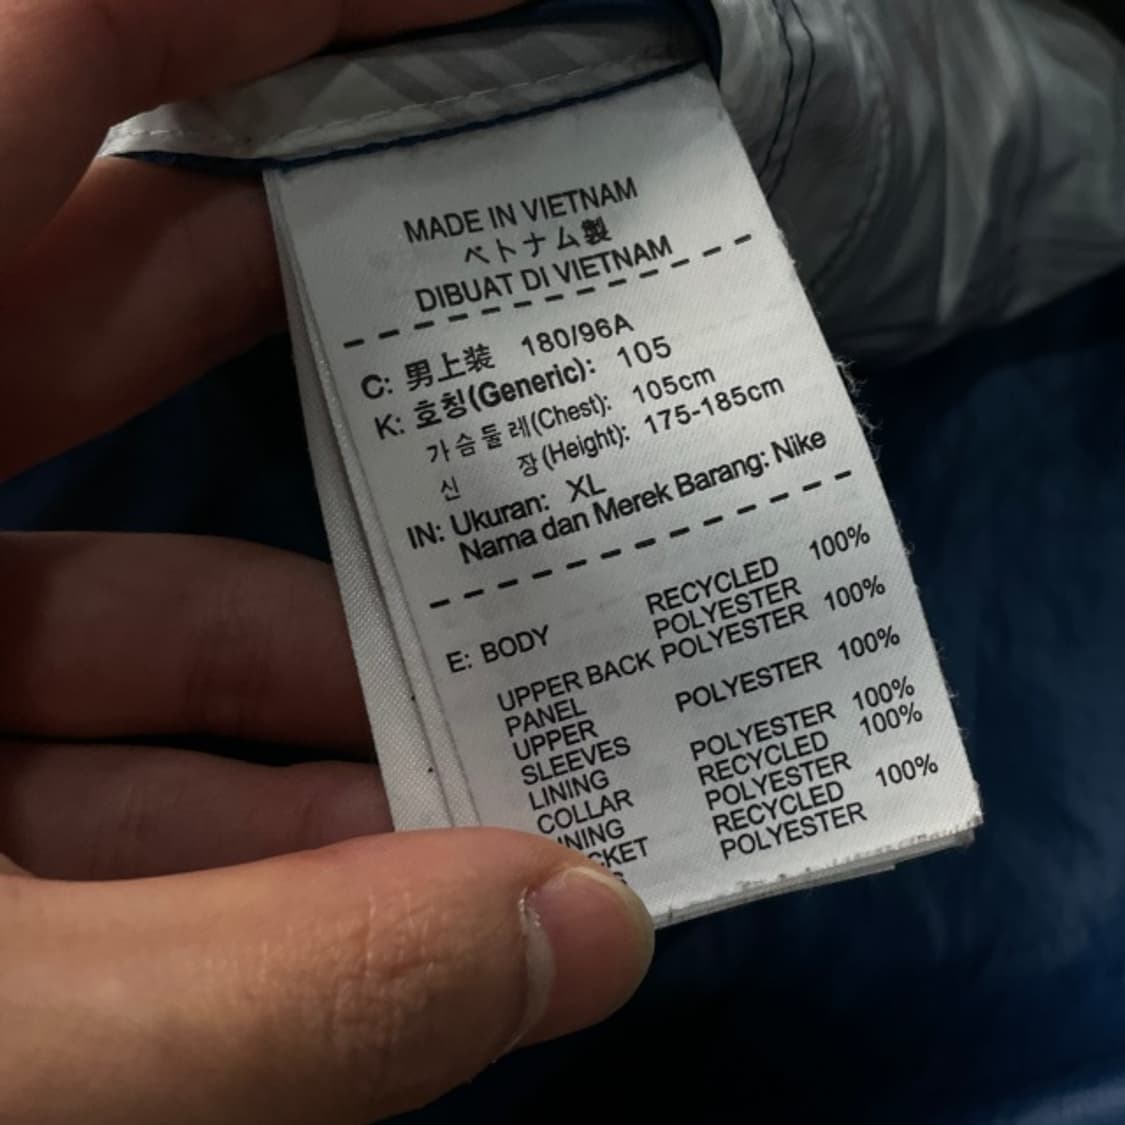 MADE IN VIETNAM
ベトナム製
DIBUAT DI VIETNAM
C: 男上装 180/96A
K: 호칭(Generic): 105
가슴둘레(Chest): 105cm
신 장(Height): 175-185cm
IN: Ukuran: XL
Nama dan Merek Barang: Nike
E: BODY RECYCLED 100%
POLYESTER
UPPER BACK POLYESTER 100%
PANEL
UPPER POLYESTER 100%
SLEEVES
LINING POLYESTER 100%
COLLAR RECYCLED 100%
POLYESTER
RECYCLED 100%
POLYESTER